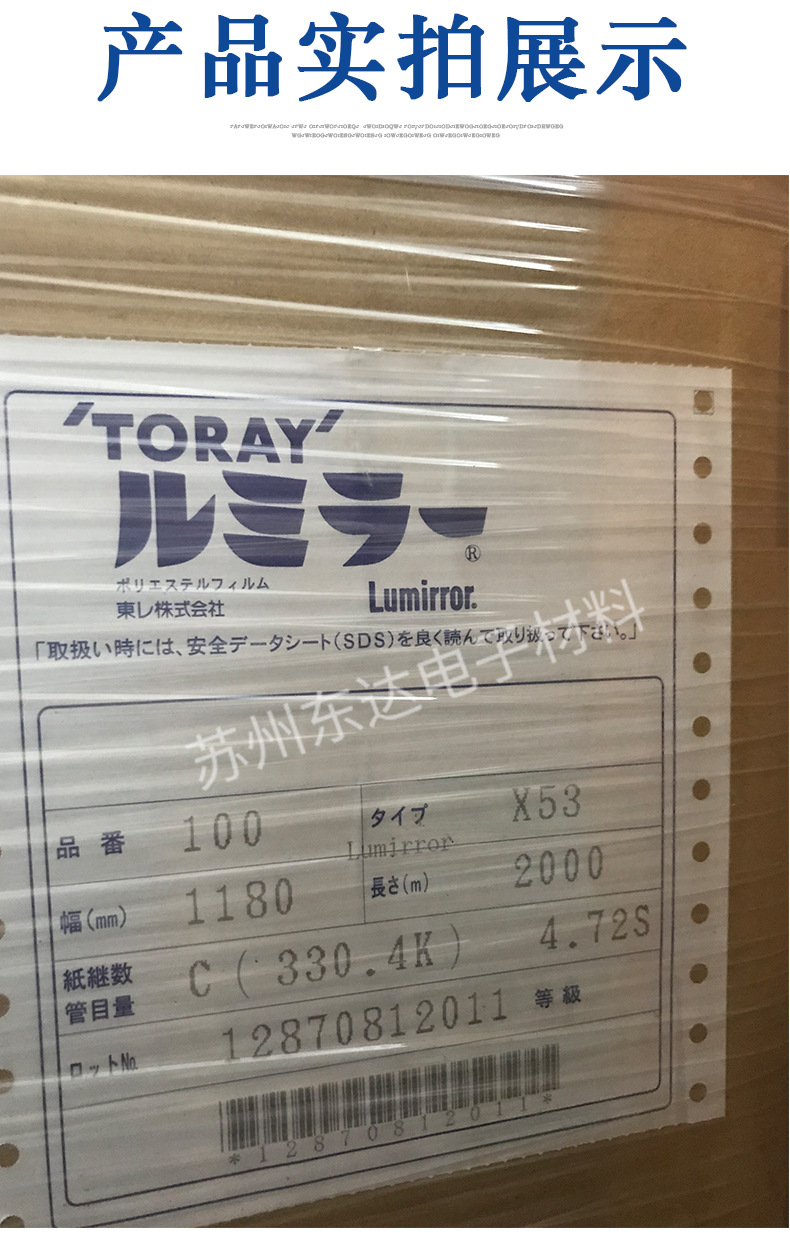 产品实拍展示
'TORAY'
ルミラー®
ポリエステルフィルム
東レ株式会社
Lumirror.
「取扱い時には、安全データシート(SDS)を良く読んで取り扱って下さい。」
苏州东达电子材料
品番 100 タイプ X53
Lumirror
幅(mm) 1180 長さ(m) 2000
紙継数
管目量 C(330.4K) 4.72S
ロットNo. 12870812011 等級
*12870812011*